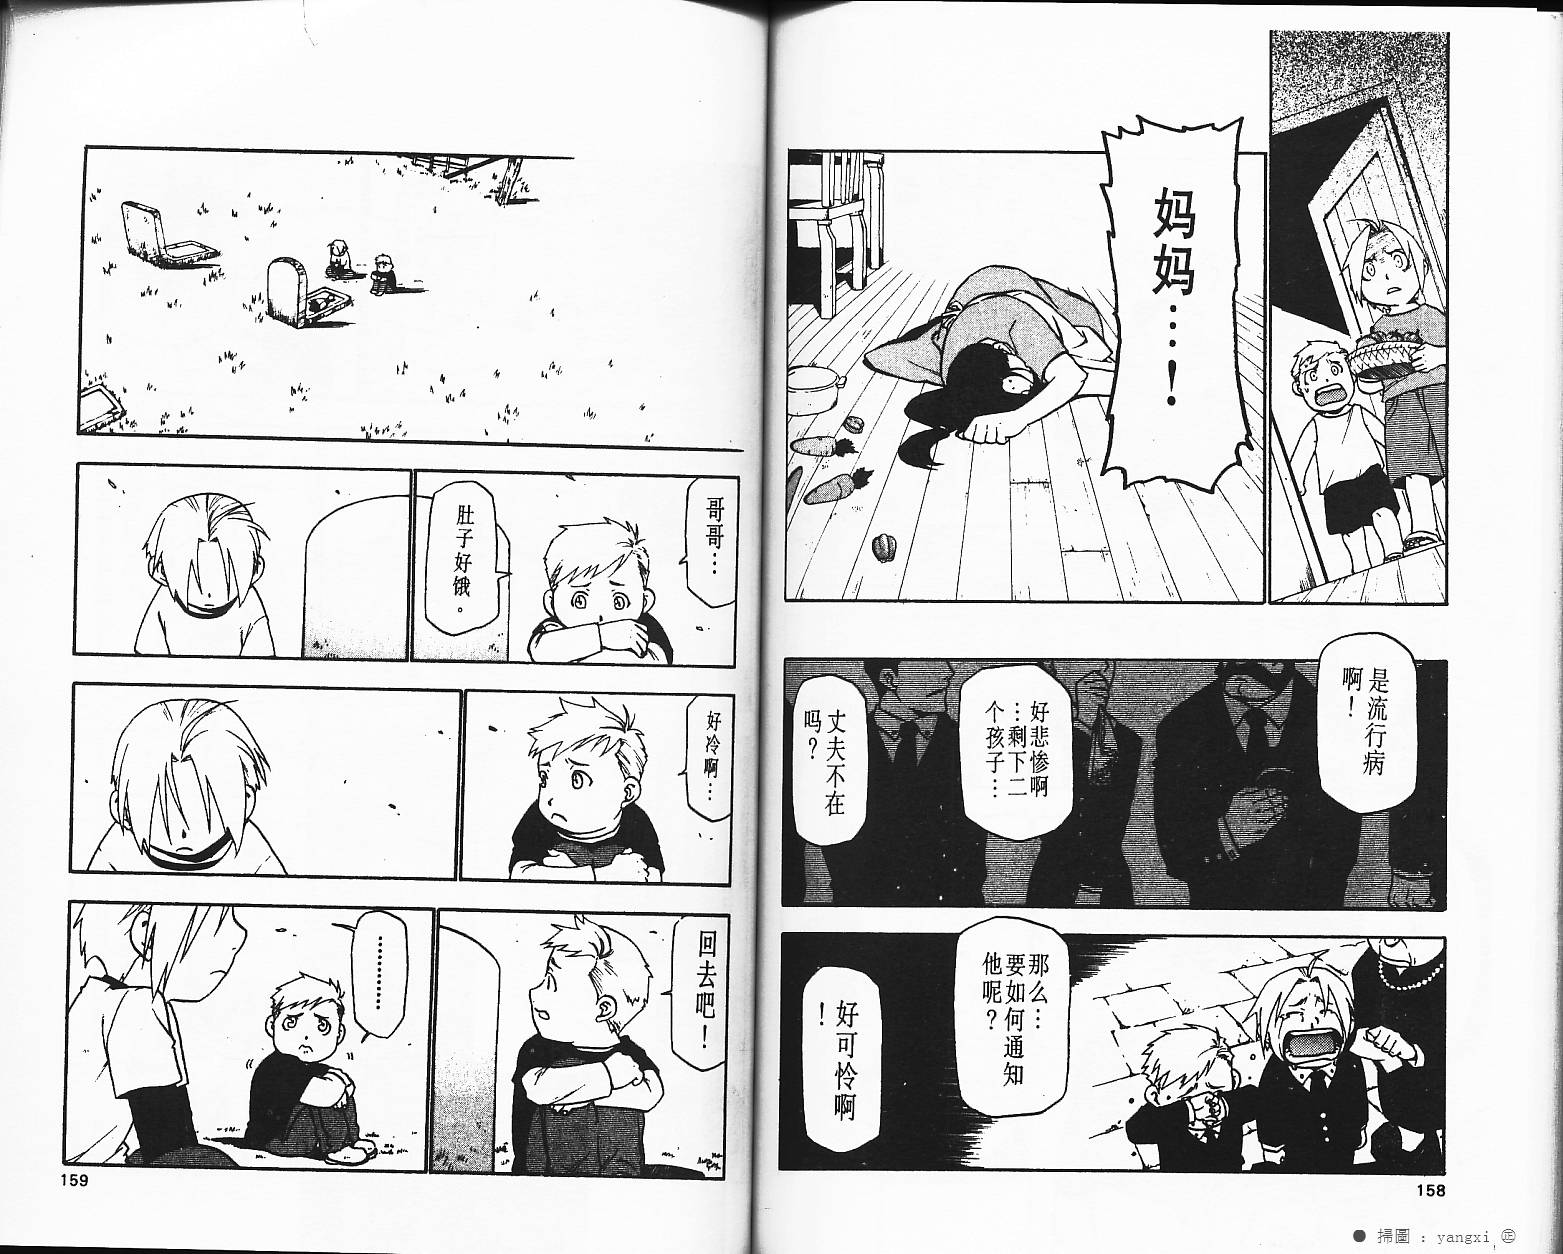 妈妈…！
是流行病
啊！
好悲惨啊
…剩下二
个孩子…
丈夫不在
吗？
那么…
要如何通知
他呢？
好可怜啊
！
158
哥哥…
肚子好饿。
好冷啊…
回去吧！
…………
159
● 掃圖 : yangxi, ㊣